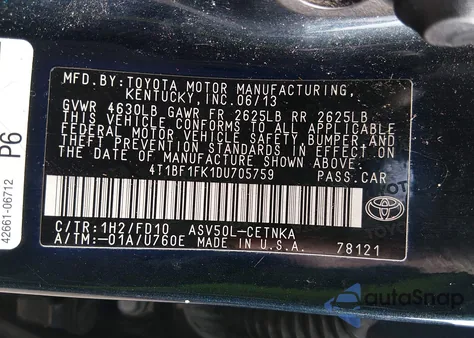 MFD.BY:TOYOTA MOTOR MANUFACTURING,
KENTUCKY,INC.06/13
GVWR 4630LB GAWR FR 2625LB RR 2625LB
THIS VEHICLE CONFORMS TO ALL APPLICABLE
FEDERAL MOTOR VEHICLE SAFETY,BUMPER,AND
THEFT PREVENTION STANDARDS IN EFFECT ON THE
DATE OF MANUFACTURE SHOWN ABOVE.
4T1BF1FK1DU705759 PASS.CAR
C/TR:1H2/FD10 ASV50L-CETNKA
A/TM:-01A/U760E MADE IN U.S.A. 78121
TOYOTA
42661-06712
P6
AutoSnap